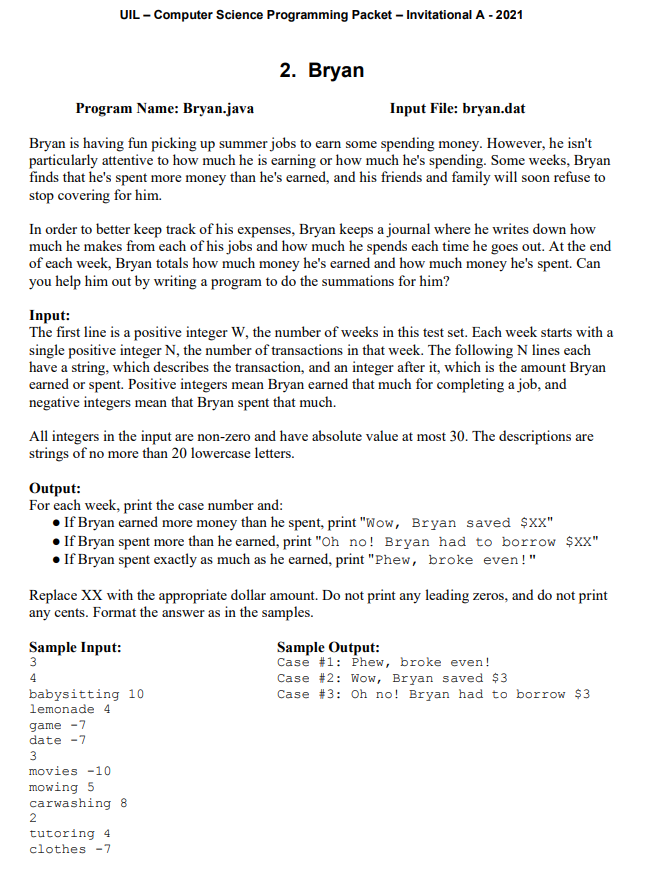 UIL – Computer Science Programming Packet – Invitational A - 2021
2. Bryan
Program Name: Bryan.java Input File: bryan.dat
Bryan is having fun picking up summer jobs to earn some spending money. However, he isn't
particularly attentive to how much he is earning or how much he's spending. Some weeks, Bryan
finds that he's spent more money than he's earned, and his friends and family will soon refuse to
stop covering for him.
In order to better keep track of his expenses, Bryan keeps a journal where he writes down how
much he makes from each of his jobs and how much he spends each time he goes out. At the end
of each week, Bryan totals how much money he's earned and how much money he's spent. Can
you help him out by writing a program to do the summations for him?
Input:
The first line is a positive integer W, the number of weeks in this test set. Each week starts with a
single positive integer N, the number of transactions in that week. The following N lines each
have a string, which describes the transaction, and an integer after it, which is the amount Bryan
earned or spent. Positive integers mean Bryan earned that much for completing a job, and
negative integers mean that Bryan spent that much.
All integers in the input are non-zero and have absolute value at most 30. The descriptions are
strings of no more than 20 lowercase letters.
Output:
For each week, print the case number and:
● If Bryan earned more money than he spent, print "Wow, Bryan saved $XX"
● If Bryan spent more than he earned, print "Oh no! Bryan had to borrow $XX"
● If Bryan spent exactly as much as he earned, print "Phew, broke even!"
Replace XX with the appropriate dollar amount. Do not print any leading zeros, and do not print
any cents. Format the answer as in the samples.
Sample Input:
3
4
babysitting 10
lemonade 4
game -7
date -7
3
movies -10
mowing 5
carwashing 8
2
tutoring 4
clothes -7
Sample Output:
Case #1: Phew, broke even!
Case #2: Wow, Bryan saved $3
Case #3: Oh no! Bryan had to borrow $3